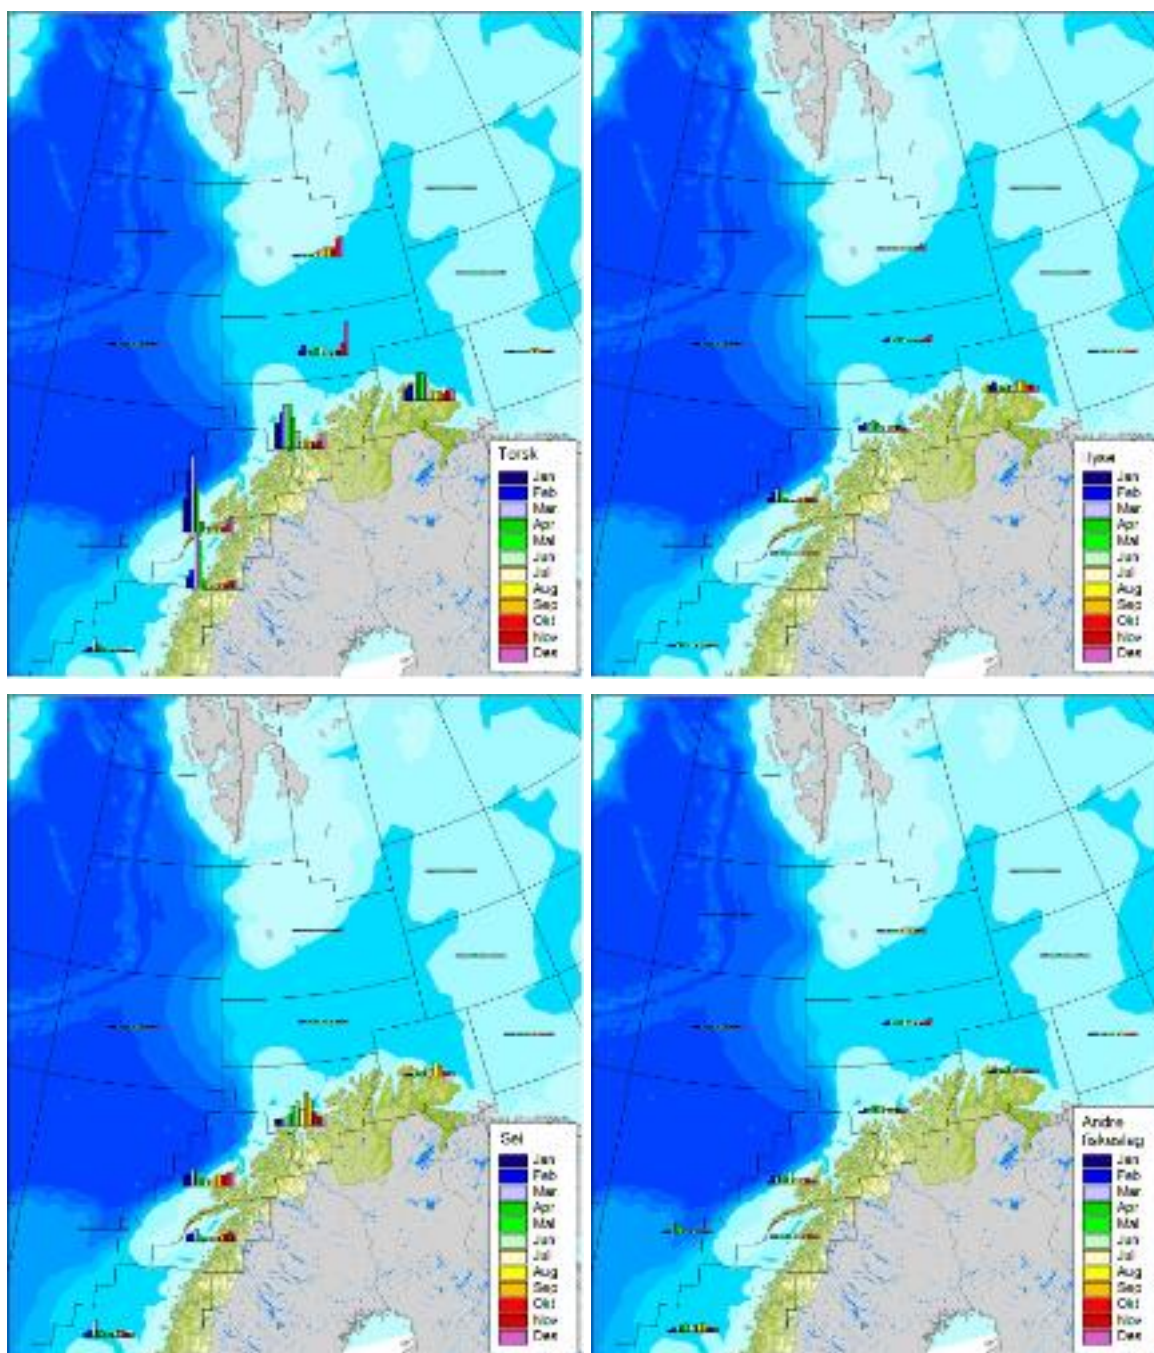 Torsk
Jan
Feb
Mar
Apr
Mai
Jun
Jul
Aug
Sep
Okt
Nov
Des
Hyse
Jan
Feb
Mar
Apr
Mai
Jun
Jul
Aug
Sep
Okt
Nov
Des
Sei
Jan
Feb
Mar
Apr
Mai
Jun
Jul
Aug
Sep
Okt
Nov
Des
Andre
fiskeslag
Jan
Feb
Mar
Apr
Mai
Jun
Jul
Aug
Sep
Okt
Nov
Des